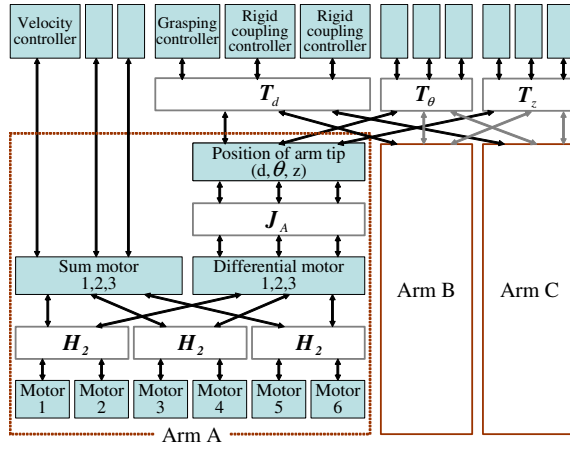 Velocity
controller
Grasping
controller
Rigid
coupling
controller
Rigid
coupling
controller
T_d
T_θ
T_z
Position of arm tip
(d, θ, z)
J_A
Sum motor
1,2,3
Differential motor
1,2,3
Arm B
Arm C
H_2
H_2
H_2
Motor
1
Motor
2
Motor
3
Motor
4
Motor
5
Motor
6
Arm A